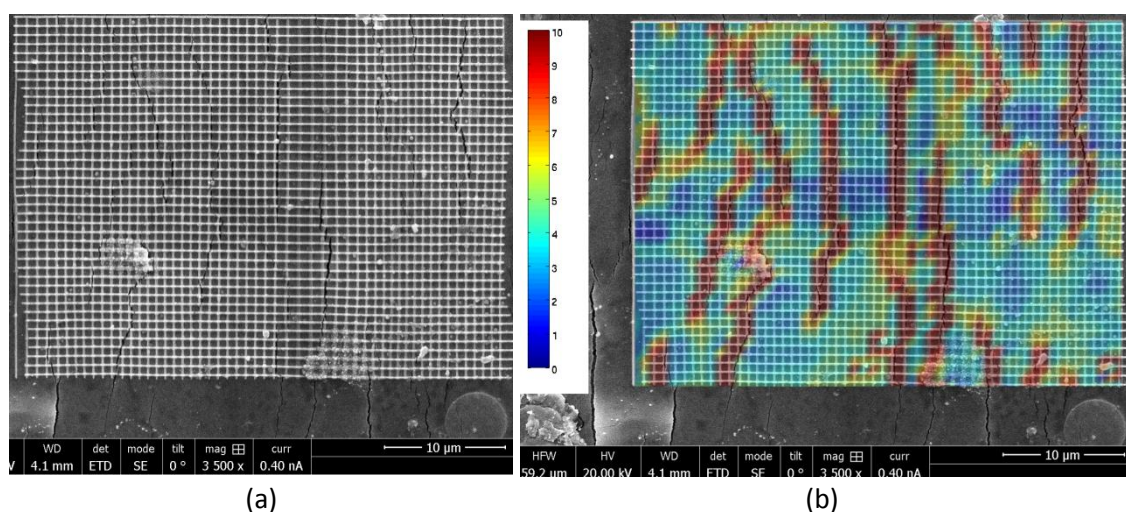 10
9
8
7
6
5
4
3
2
1
0
V WD det mode tilt mag curr 10 µm
4.1 mm ETD SE 0 ° 3 500 x 0.40 nA
HFW HV WD det mode tilt mag curr 10 µm
59.2 µm 20.00 kV 4.1 mm ETD SE 0 ° 3 500 x 0.40 nA
(a) (b)